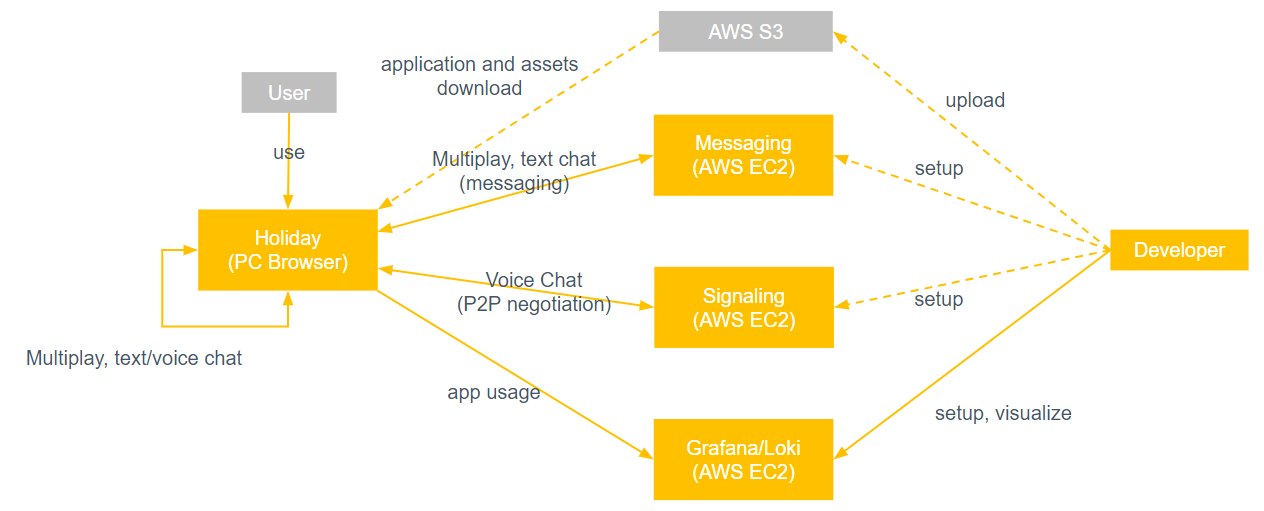 AWS S3
application and assets
download
User
upload
use
Messaging
(AWS EC2)
Multiplay, text chat
(messaging)
setup
Holiday
(PC Browser)
Developer
Voice Chat
(P2P negotiation)
Signaling
(AWS EC2)
setup
Multiplay, text/voice chat
app usage
setup, visualize
Grafana/Loki
(AWS EC2)